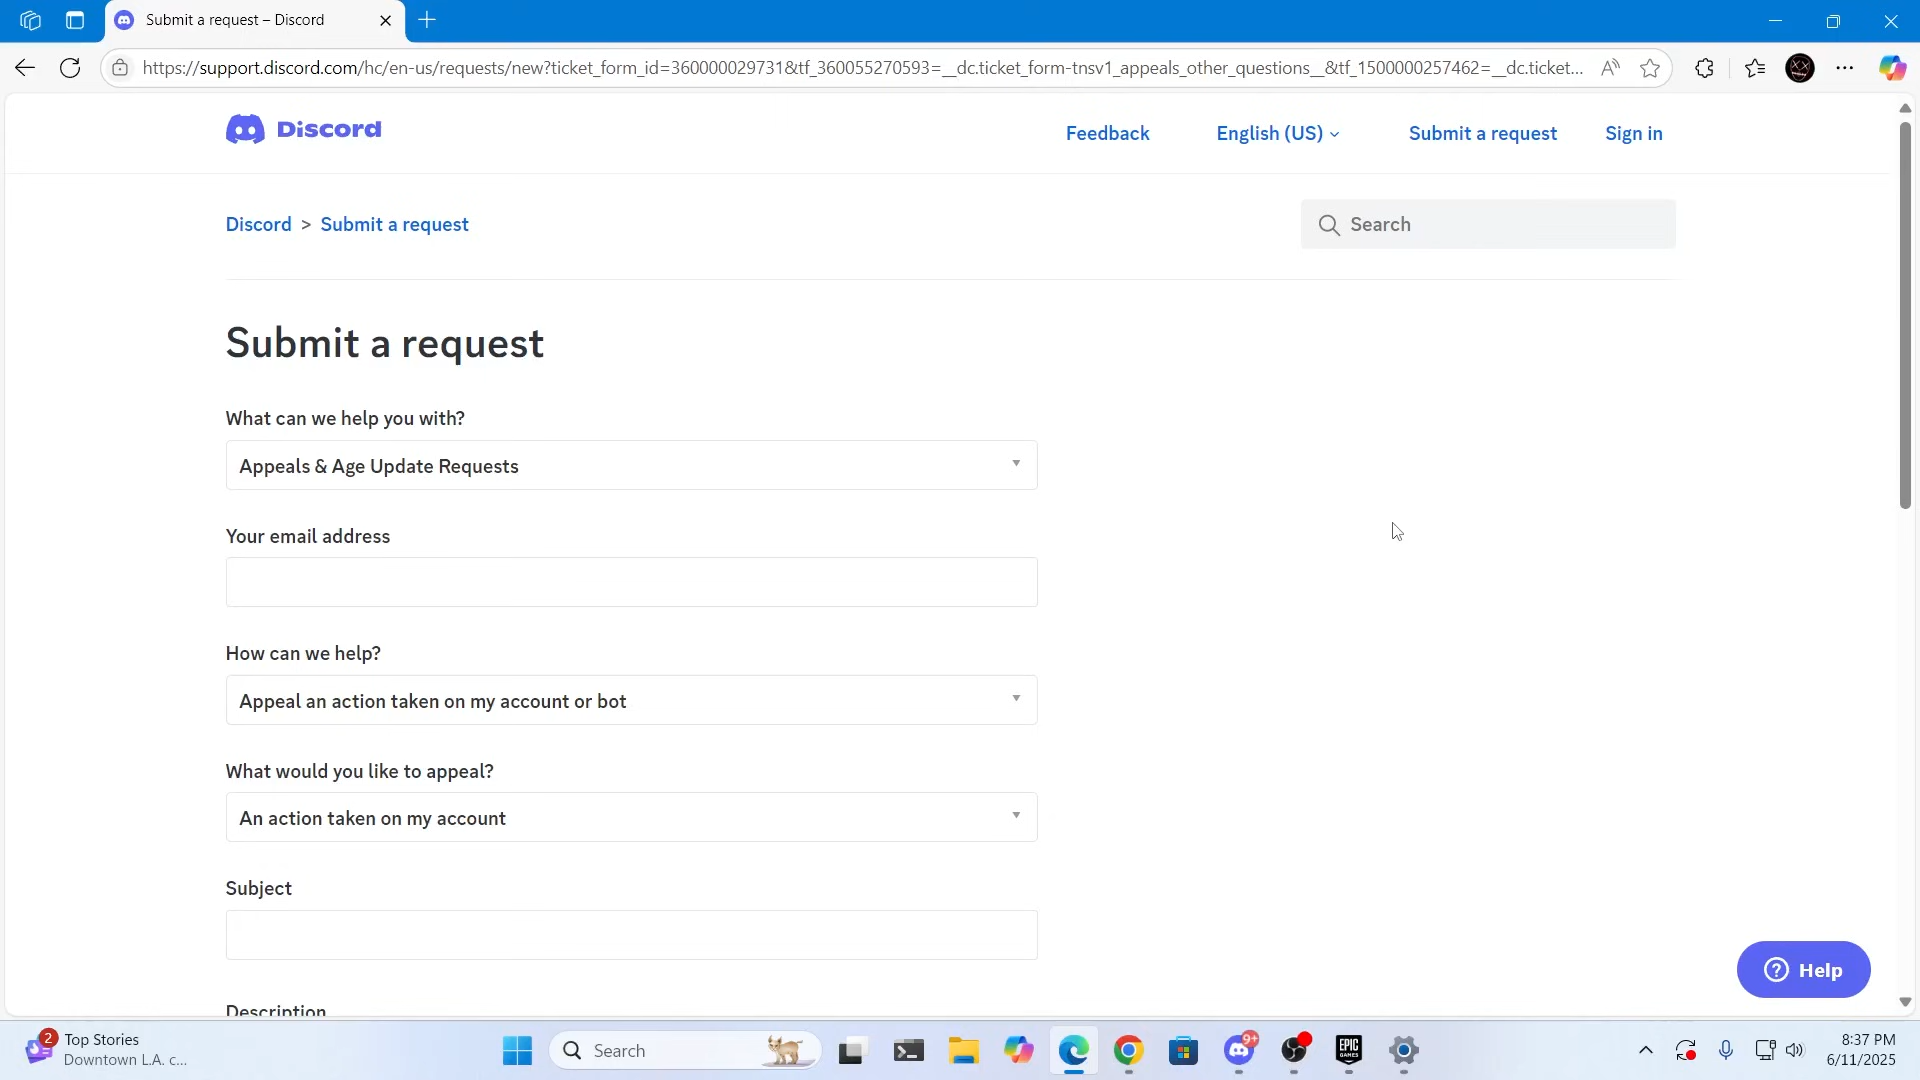 Submit a request – Discord
https://support.discord.com/hc/en-us/requests/new?ticket_form_id=360000029731&tf_360055270593=__dc.ticket_form-tnsv1_appeals_other_questions__&tf_1500000257462=__dc.ticket...
Discord
Feedback
English (US)
Submit a request
Sign in
Discord > Submit a request
Search
Submit a request
What can we help you with?
Appeals & Age Update Requests
Your email address
How can we help?
Appeal an action taken on my account or bot
What would you like to appeal?
An action taken on my account
Subject
Description
Help
2
Top Stories
Downtown L.A. c...
Search
9+
EPIC
GAMES
8:37 PM
6/11/2025